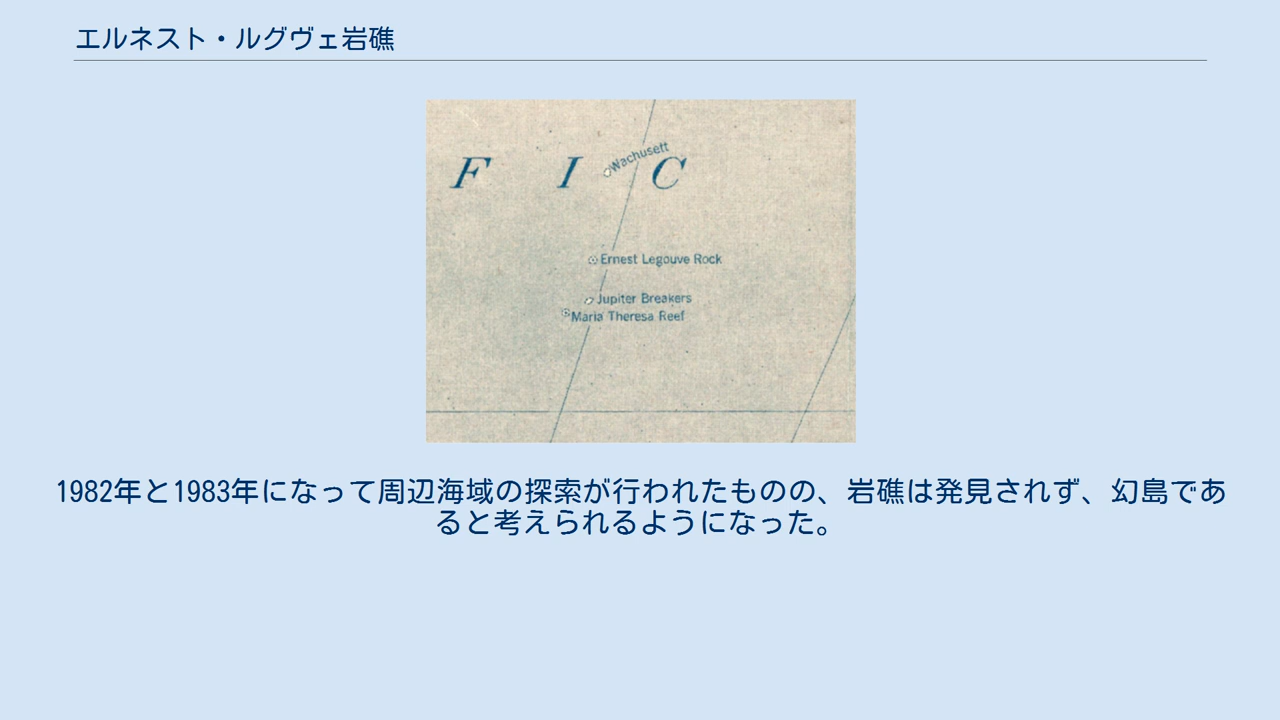 エルネスト・ルグヴェ岩礁
F I C
Wachusett
Ernest Legouve Rock
Jupiter Breakers
Maria Theresa Reef
1982年と1983年になって周辺海域の探索が行われたものの、岩礁は発見されず、幻島であ
ると考えられるようになった。